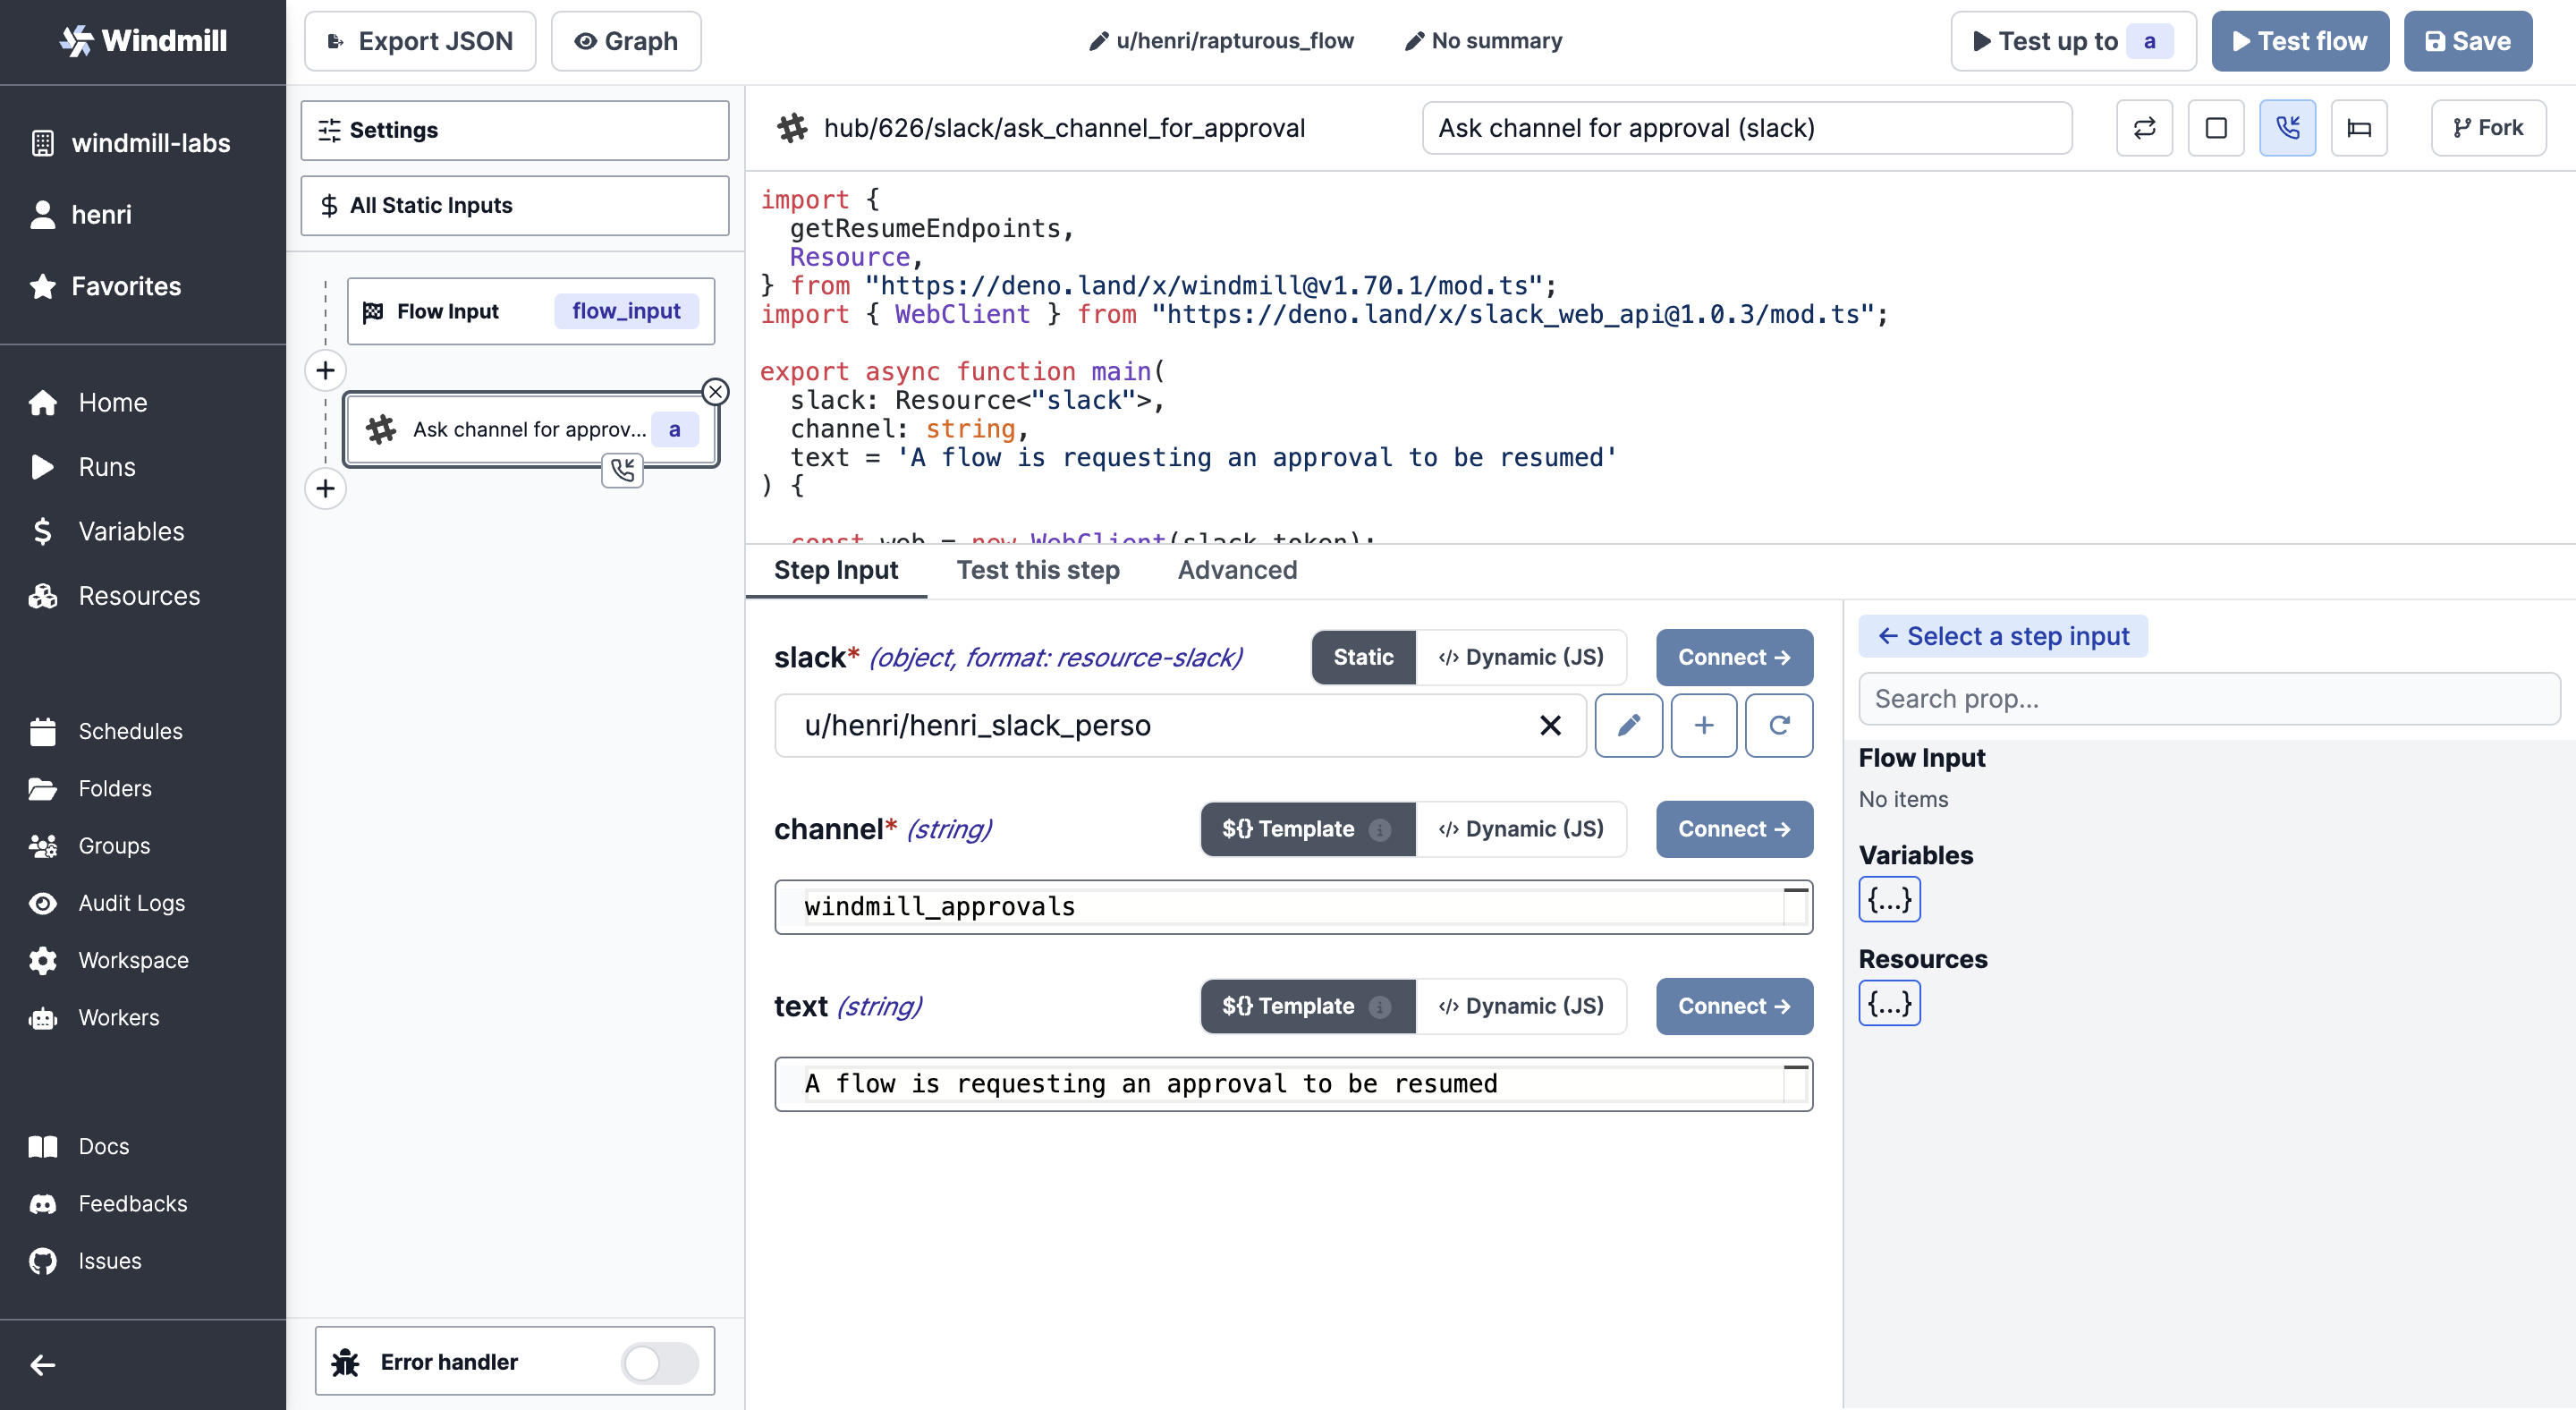 Windmill
windmill-labs
henri
Favorites
Home
Runs
Variables
Resources
Schedules
Folders
Groups
Audit Logs
Workspace
Workers
Docs
Feedbacks
Issues
Export JSON
Graph
u/henri/rapturous_flow
No summary
Test up to a
Test flow
Save
Settings
All Static Inputs
Flow Input flow_input
Ask channel for approv... a
Error handler
hub/626/slack/ask_channel_for_approval
Ask channel for approval (slack)
Fork
import {
  getResumeEndpoints,
  Resource,
} from "https://deno.land/x/windmill@v1.70.1/mod.ts";
import { WebClient } from "https://deno.land/x/slack_web_api@1.0.3/mod.ts";
export async function main(
  slack: Resource<"slack">,
  channel: string,
  text = 'A flow is requesting an approval to be resumed'
) {
  const web = new WebClient(slack.token);
Step Input
Test this step
Advanced
slack* (object, format: resource-slack)
Static
</> Dynamic (JS)
Connect →
u/henri/henri_slack_perso
channel* (string)
${} Template
</> Dynamic (JS)
Connect →
windmill_approvals
text (string)
${} Template
</> Dynamic (JS)
Connect →
A flow is requesting an approval to be resumed
← Select a step input
Search prop...
Flow Input
No items
Variables
{...}
Resources
{...}